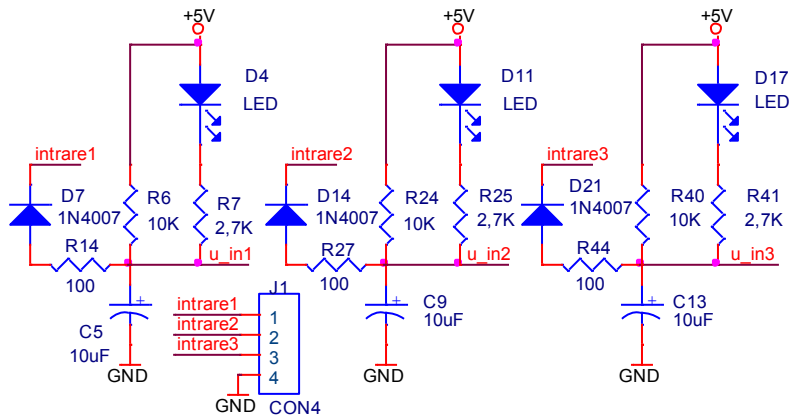 +5V
D4
LED
intrare1
D7
1N4007
R6
10K
R7
2,7K
R14
100
u_in1
C5
+
10uF
GND
+5V
D11
LED
intrare2
D14
1N4007
R24
10K
R25
2,7K
R27
100
u_in2
C9
+
10uF
GND
+5V
D17
LED
intrare3
D21
1N4007
R40
10K
R41
2,7K
R44
100
u_in3
C13
+
10uF
GND
J1
intrare1
1
intrare2
2
intrare3
3
4
GND
CON4